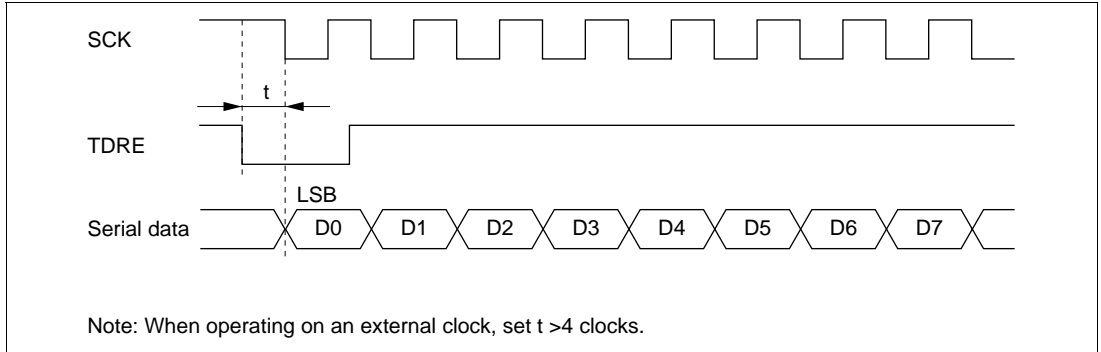 SCK
t
TDRE
LSB
Serial data D0 D1 D2 D3 D4 D5 D6 D7
Note: When operating on an external clock, set t >4 clocks.